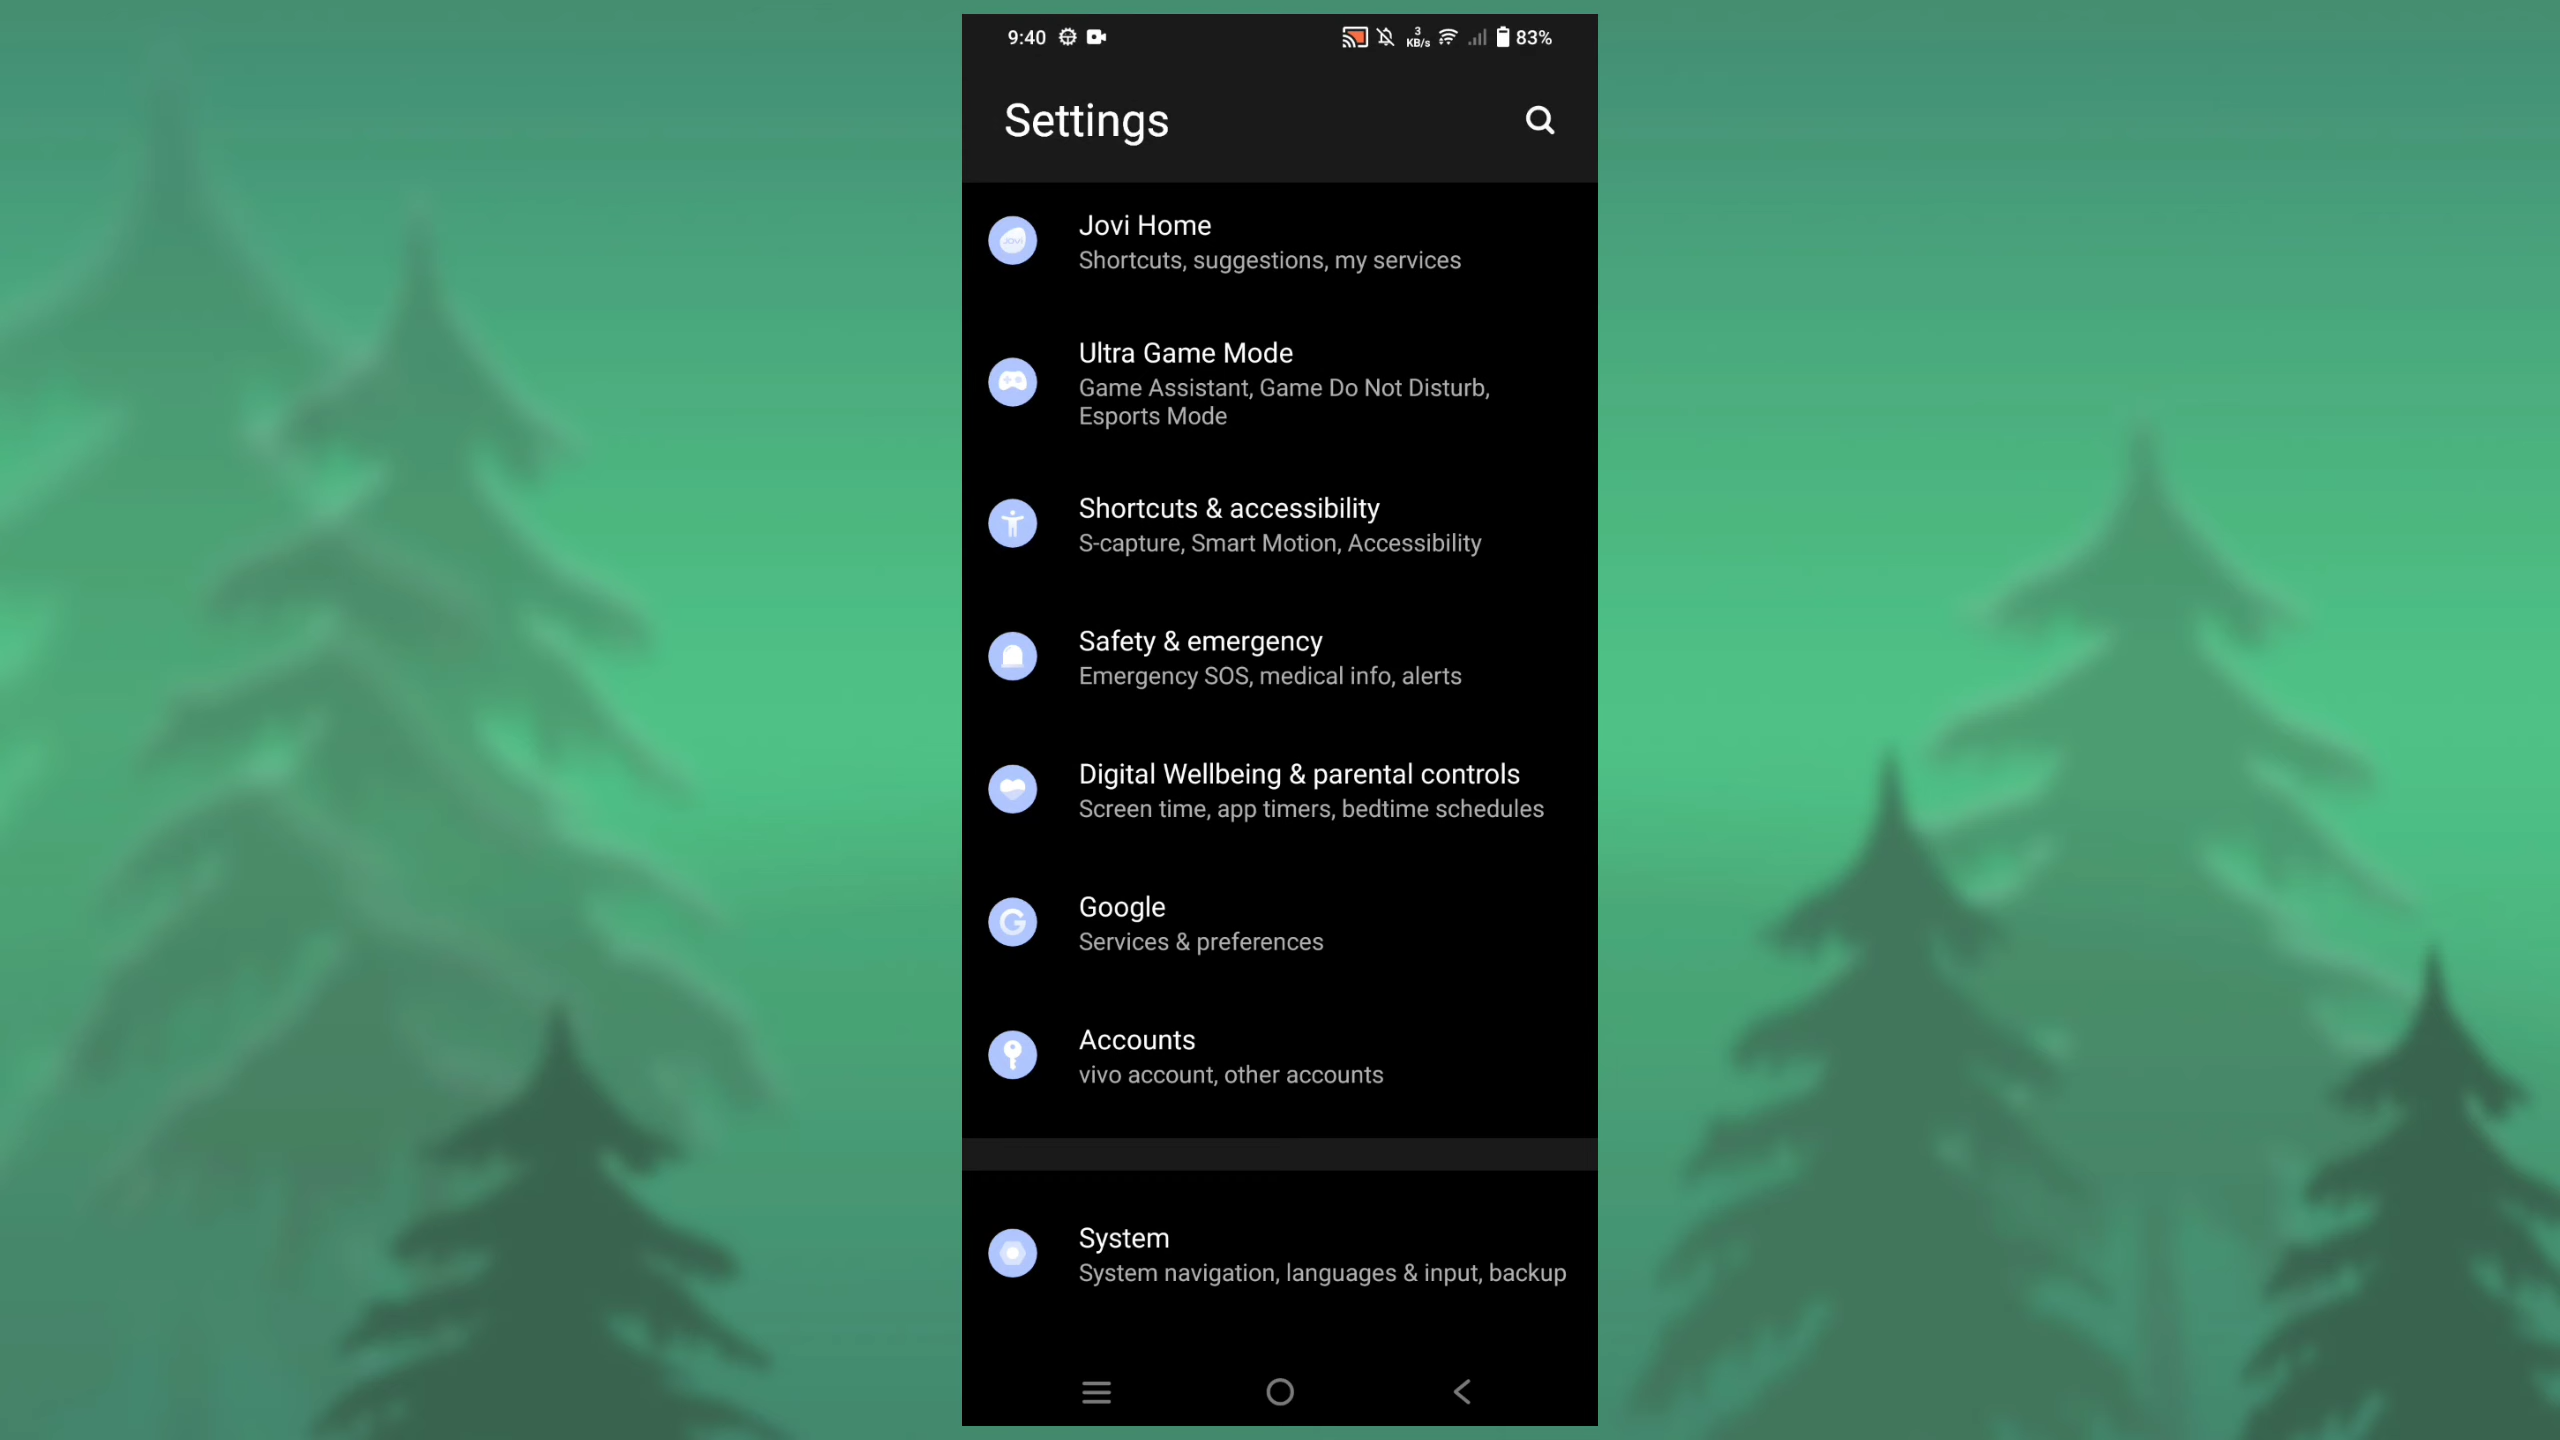 9:40
3
KB/s
83%
Settings
Jovi Home
Shortcuts, suggestions, my services
Ultra Game Mode
Game Assistant, Game Do Not Disturb,
Esports Mode
Shortcuts & accessibility
S-capture, Smart Motion, Accessibility
Safety & emergency
Emergency SOS, medical info, alerts
Digital Wellbeing & parental controls
Screen time, app timers, bedtime schedules
Google
Services & preferences
Accounts
vivo account, other accounts
System
System navigation, languages & input, backup